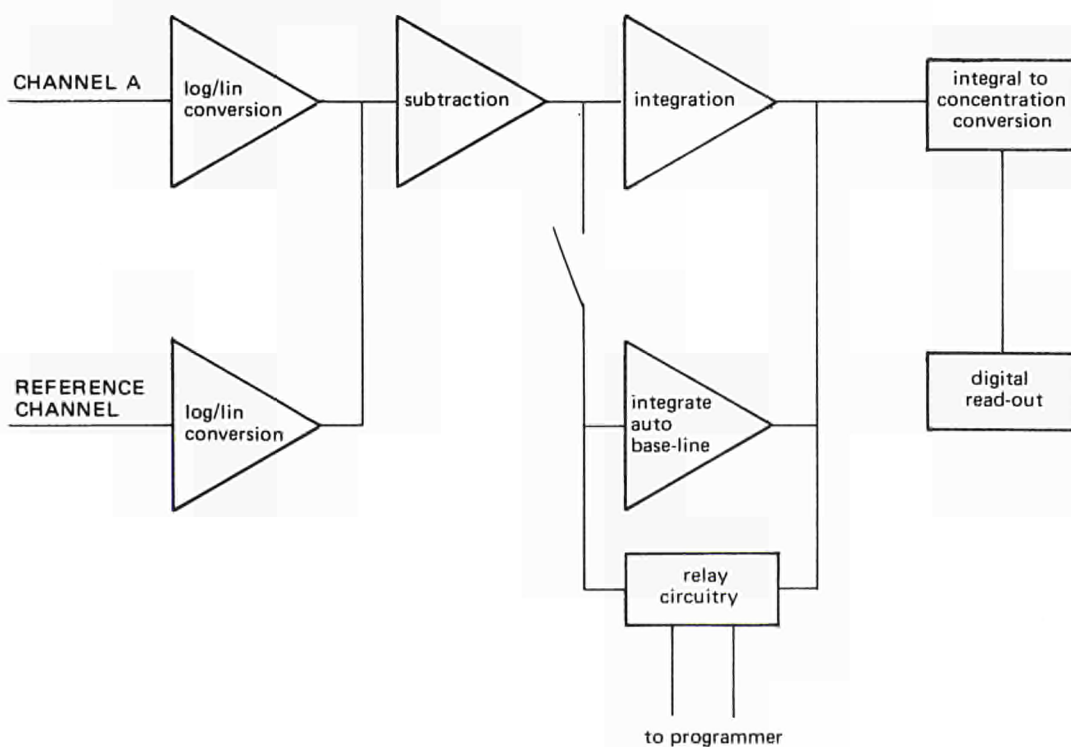 CHANNEL A
log/lin
conversion
subtraction
integration
integral to
concentration
conversion
REFERENCE
CHANNEL
log/lin
conversion
integrate
auto
base-line
digital
read-out
relay
circuitry
to programmer